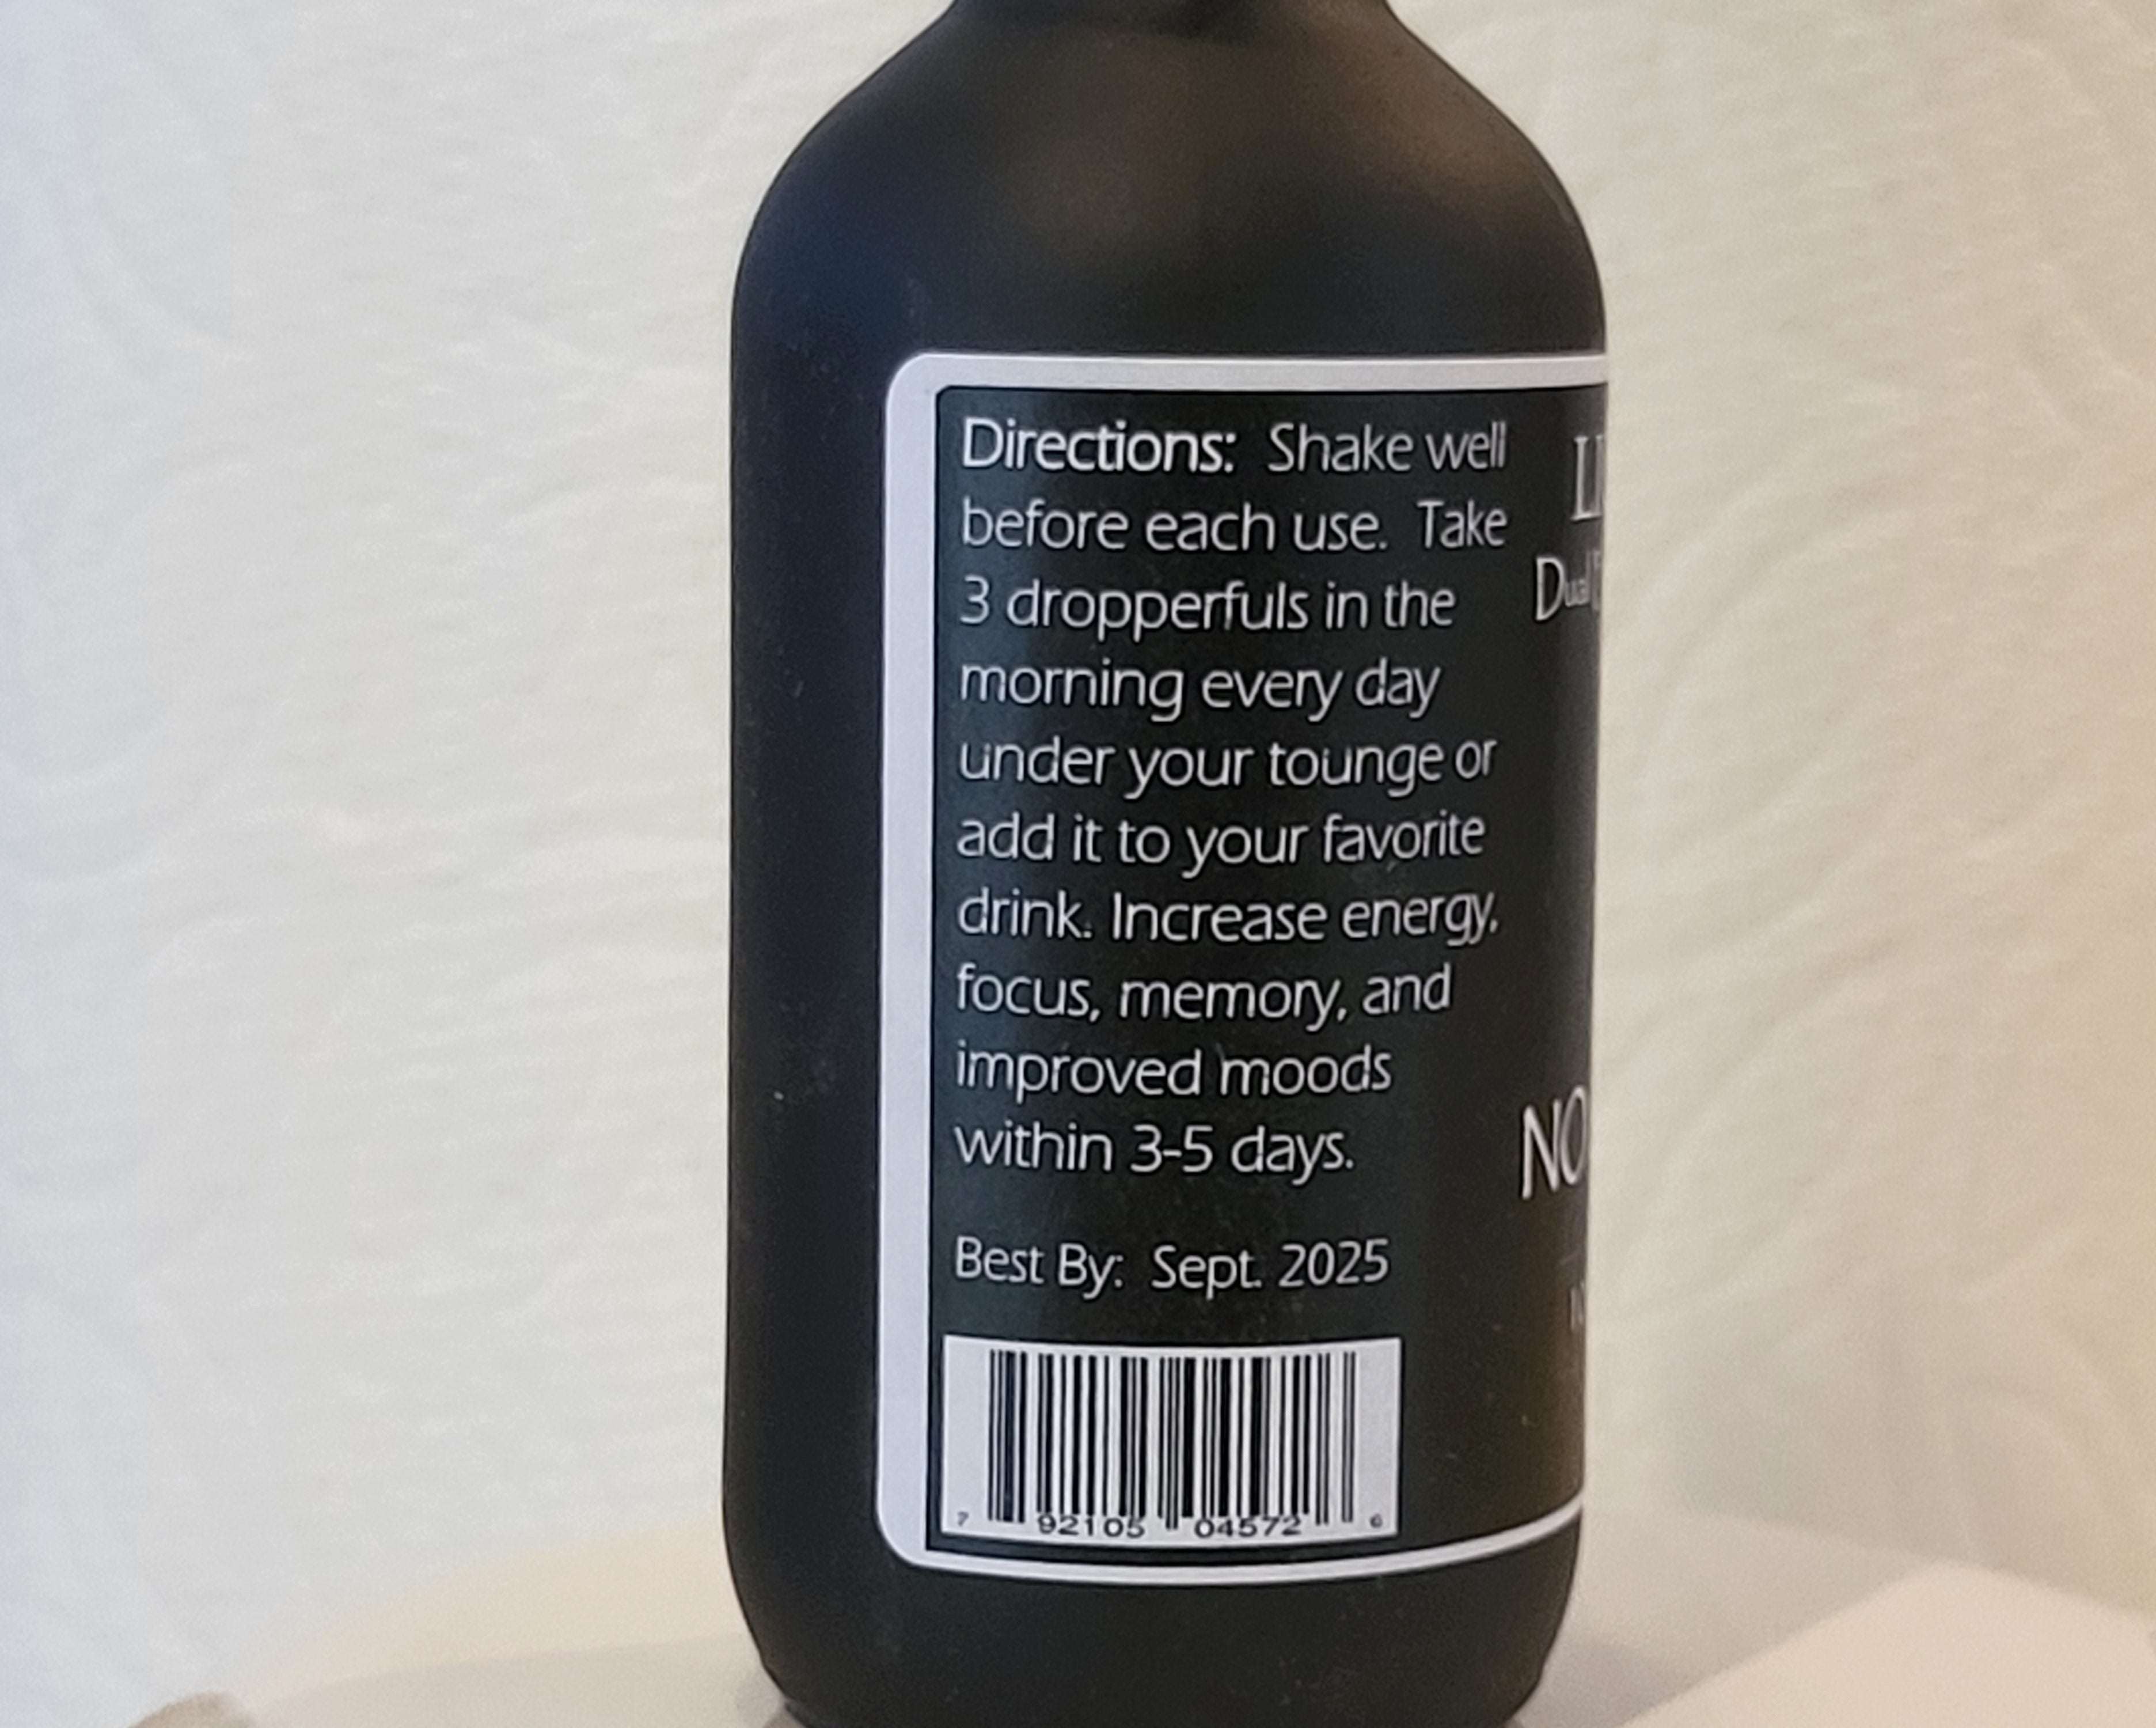 Directions: Shake well
before each use. Take
3 dropperfuls in the
morning every day
under your tounge or
add it to your favorite
drink. Increase energy,
focus, memory, and
improved moods
within 3-5 days.
Best By: Sept. 2025
7 92105 04572 6